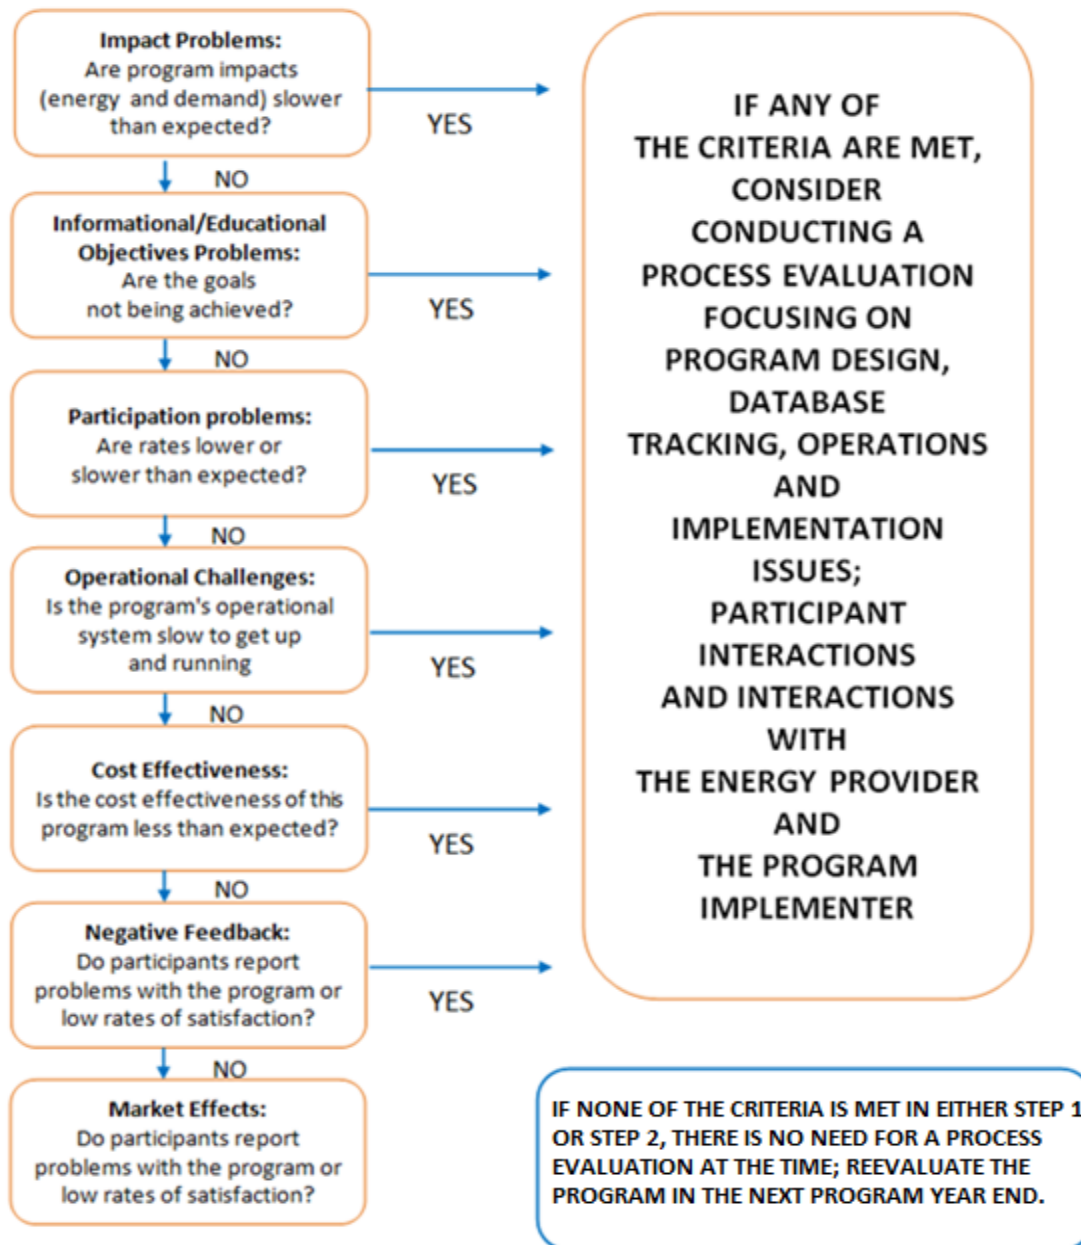 Impact Problems:
Are program impacts
(energy and demand) slower
than expected?
YES
NO
Informational/Educational
Objectives Problems:
Are the goals
not being achieved?
YES
NO
Participation problems:
Are rates lower or
slower than expected?
YES
NO
Operational Challenges:
Is the program's operational
system slow to get up
and running
YES
NO
Cost Effectiveness:
Is the cost effectiveness of this
program less than expected?
YES
NO
Negative Feedback:
Do participants report
problems with the program or
low rates of satisfaction?
YES
NO
Market Effects:
Do participants report
problems with the program or
low rates of satisfaction?
IF ANY OF
THE CRITERIA ARE MET,
CONSIDER
CONDUCTING A
PROCESS EVALUATION
FOCUSING ON
PROGRAM DESIGN,
DATABASE
TRACKING, OPERATIONS
AND
IMPLEMENTATION
ISSUES;
PARTICIPANT
INTERACTIONS
AND INTERACTIONS
WITH
THE ENERGY PROVIDER
AND
THE PROGRAM
IMPLEMENTER
IF NONE OF THE CRITERIA IS MET IN EITHER STEP 1
OR STEP 2, THERE IS NO NEED FOR A PROCESS
EVALUATION AT THE TIME; REEVALUATE THE
PROGRAM IN THE NEXT PROGRAM YEAR END.